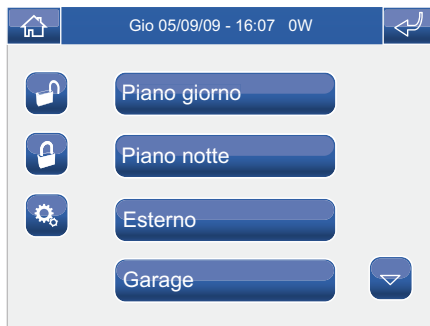 Gio 05/09/09 - 16:07 0W
Piano giorno
Piano notte
Esterno
Garage